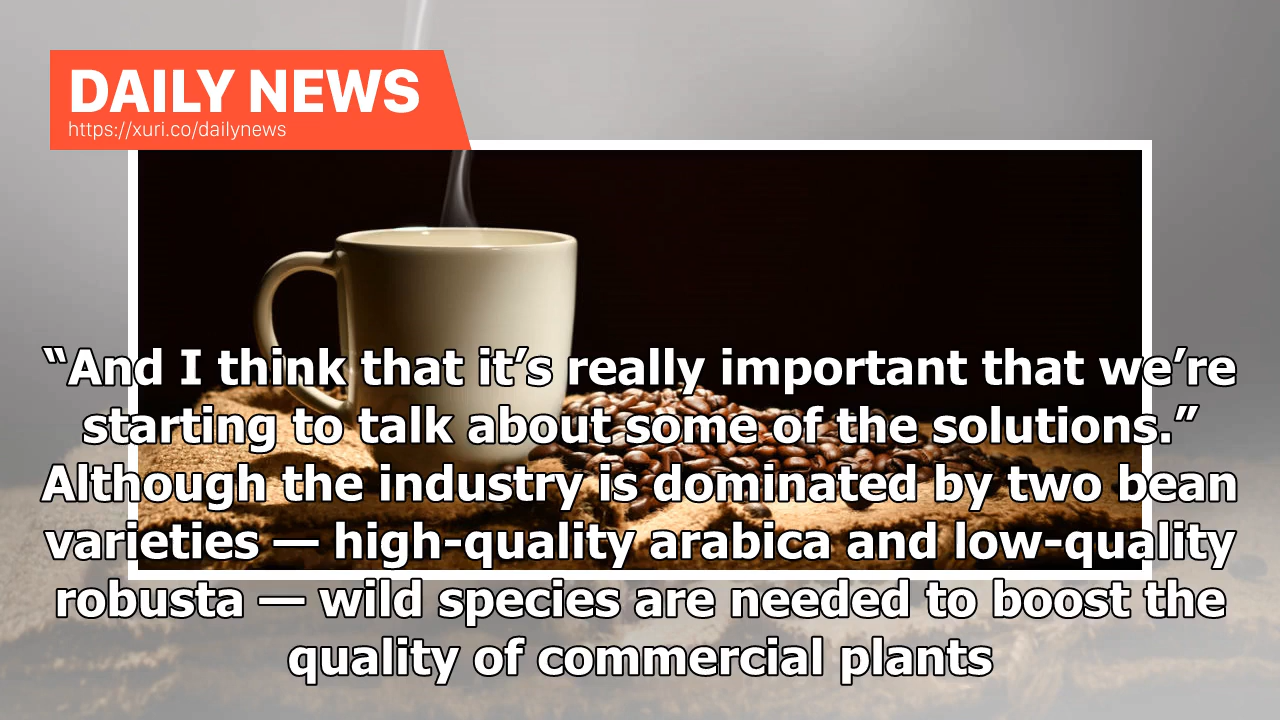 DAILY NEWS
https://xuri.co/dailynews
“And I think that it’s really important that we’re
starting to talk about some of the solutions.”
Although the industry is dominated by two bean
varieties — high-quality arabica and low-quality
robusta — wild species are needed to boost the
quality of commercial plants